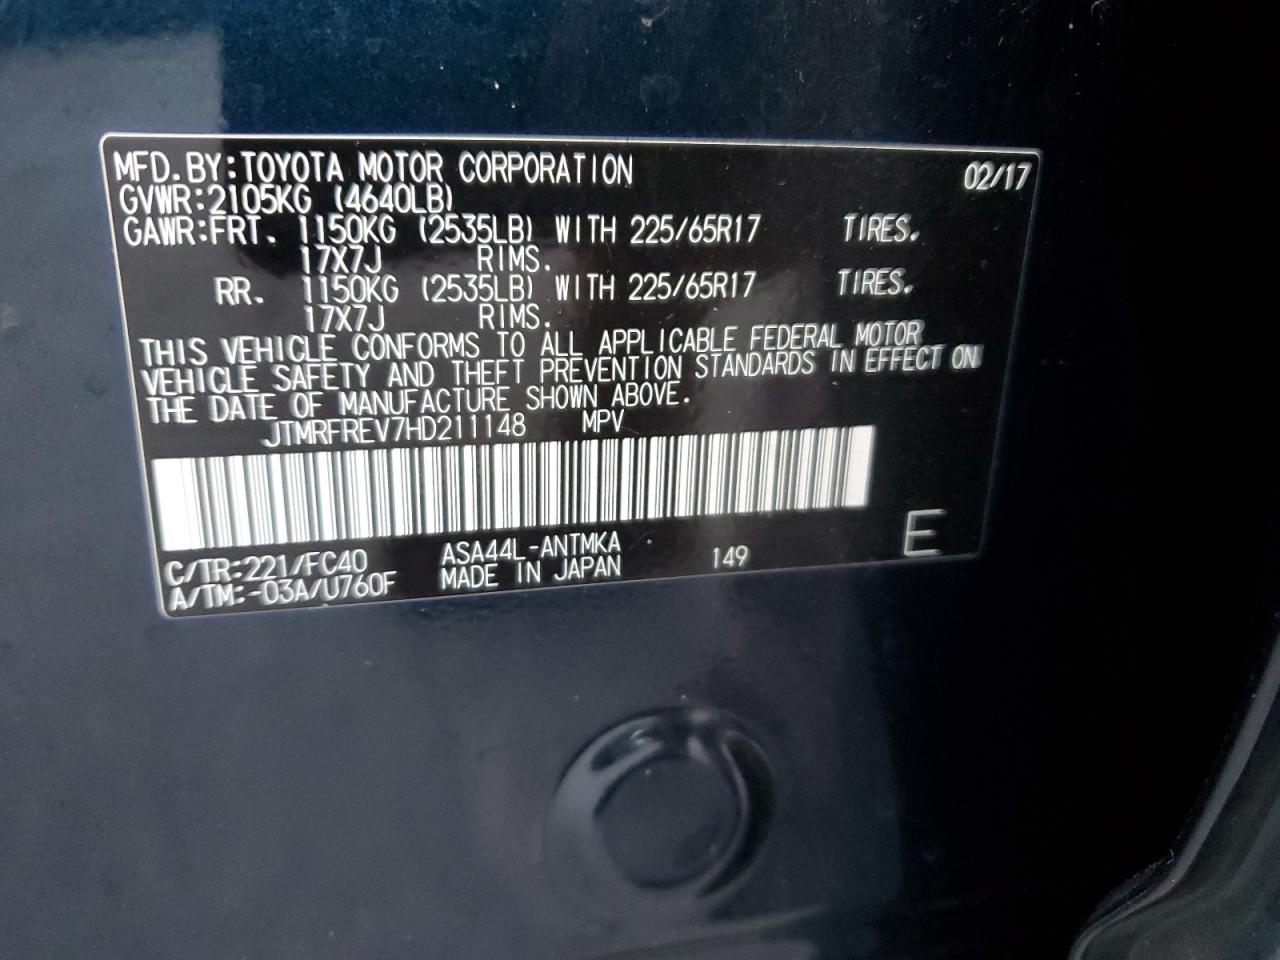 MFD. BY: TOYOTA MOTOR CORPORATION 02/17
GVWR: 2105KG (4640LB)
GAWR: FRT. 1150KG (2535LB) WITH 225/65R17 TIRES.
17X7J RIMS.
RR. 1150KG (2535LB) WITH 225/65R17 TIRES.
17X7J RIMS.
THIS VEHICLE CONFORMS TO ALL APPLICABLE FEDERAL MOTOR
VEHICLE SAFETY AND THEFT PREVENTION STANDARDS IN EFFECT ON
THE DATE OF MANUFACTURE SHOWN ABOVE.
JTMRFREV7HD211148 MPV
C/TR: 221/FC40 ASA44L-ANTMKA 149 E
A/TM: -03A/U760F MADE IN JAPAN